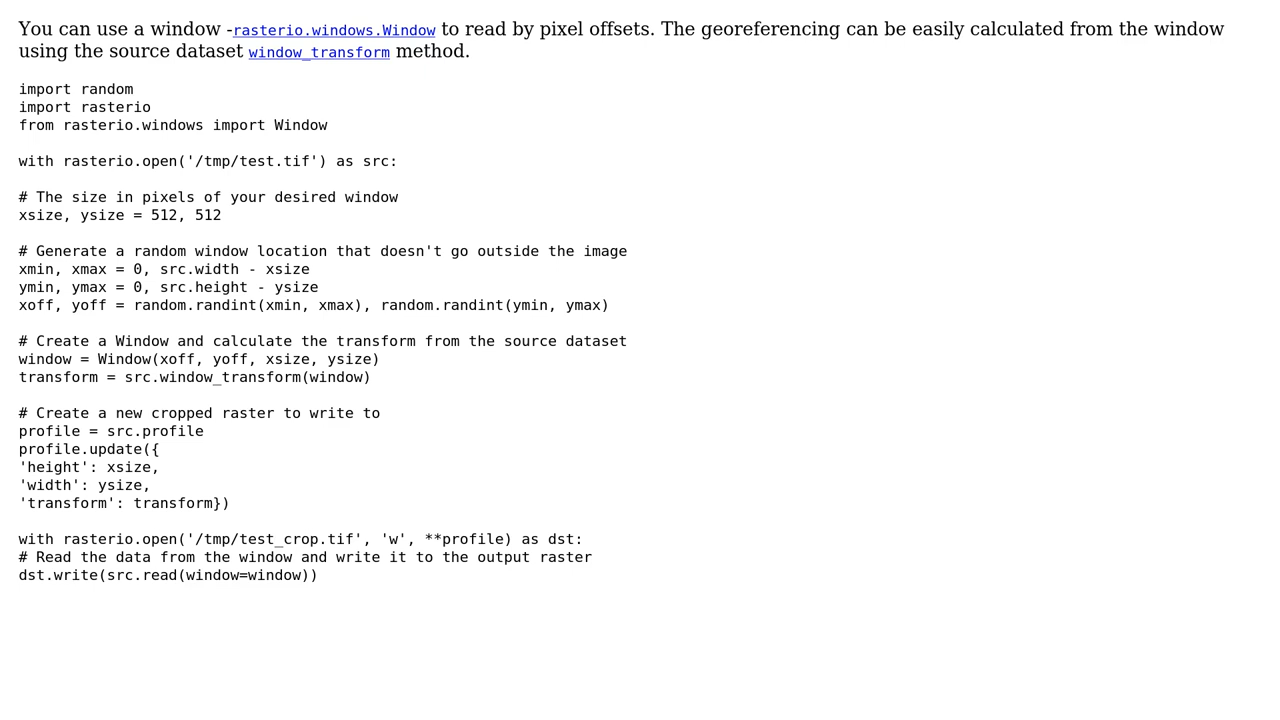 You can use a window -rasterio.windows.Window to read by pixel offsets. The georeferencing can be easily calculated from the window
using the source dataset window_transform method.
import random
import rasterio
from rasterio.windows import Window
with rasterio.open('/tmp/test.tif') as src:
# The size in pixels of your desired window
xsize, ysize = 512, 512
# Generate a random window location that doesn't go outside the image
xmin, xmax = 0, src.width - xsize
ymin, ymax = 0, src.height - ysize
xoff, yoff = random.randint(xmin, xmax), random.randint(ymin, ymax)
# Create a Window and calculate the transform from the source dataset
window = Window(xoff, yoff, xsize, ysize)
transform = src.window_transform(window)
# Create a new cropped raster to write to
profile = src.profile
profile.update({
'height': xsize,
'width': ysize,
'transform': transform})
with rasterio.open('/tmp/test_crop.tif', 'w', **profile) as dst:
# Read the data from the window and write it to the output raster
dst.write(src.read(window=window))